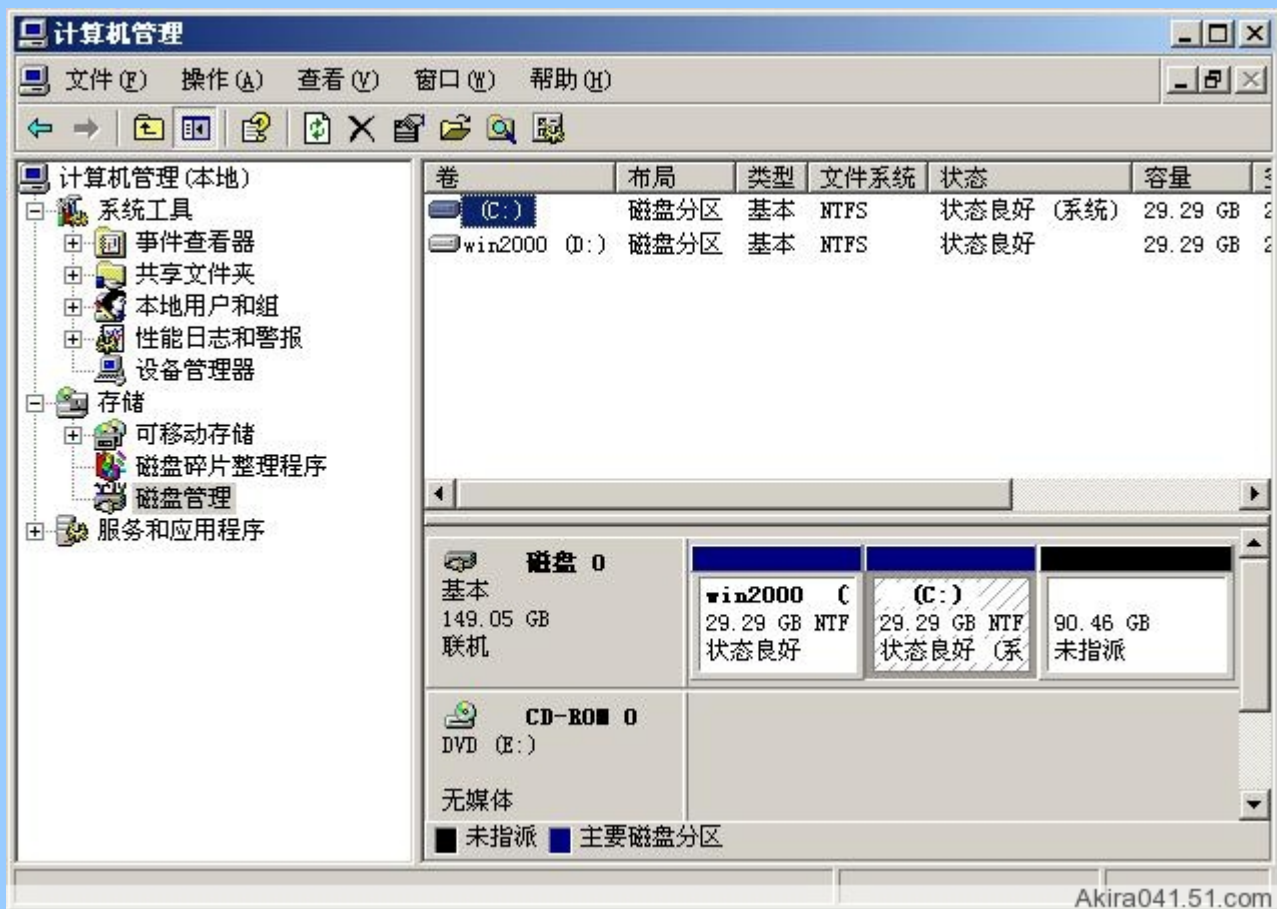 计算机管理
文件(F) 操作(A) 查看(V) 窗口(W) 帮助(H)
计算机管理(本地)
系统工具
事件查看器
共享文件夹
本地用户和组
性能日志和警报
设备管理器
存储
可移动存储
磁盘碎片整理程序
磁盘管理
服务和应用程序
卷 布局 类型 文件系统 状态 容量
(C:) 磁盘分区 基本 NTFS 状态良好 (系统) 29.29 GB
win2000 (D:) 磁盘分区 基本 NTFS 状态良好 29.29 GB
磁盘 0
基本
149.05 GB
联机
win2000 (
29.29 GB NTF
状态良好
(C:)
29.29 GB NTF
状态良好 (系
90.46 GB
未指派
CD-ROM 0
DVD (E:)
无媒体
未指派 主要磁盘分区
Akira041.51.com